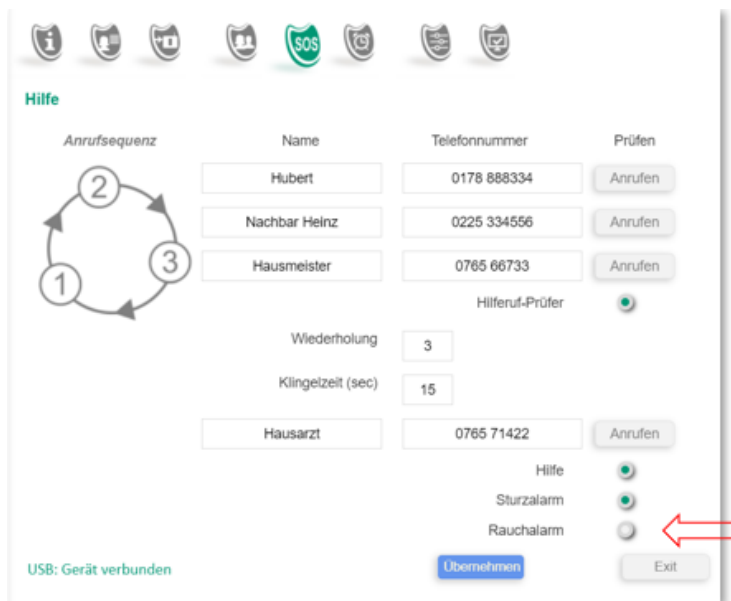 i
SOS
Hilfe
Anrufsequenz Name Telefonnummer Prüfen
2
Hubert 0178 888334 Anrufen
Nachbar Heinz 0225 334556 Anrufen
3
Hausmeister 0765 66733 Anrufen
1
Hilferuf-Prüfer
Wiederholung 3
Klingelzeit (sec) 15
Hausarzt 0765 71422 Anrufen
Hilfe
Sturzalarm
Rauchalarm
USB: Gerät verbunden Übernehmen Exit